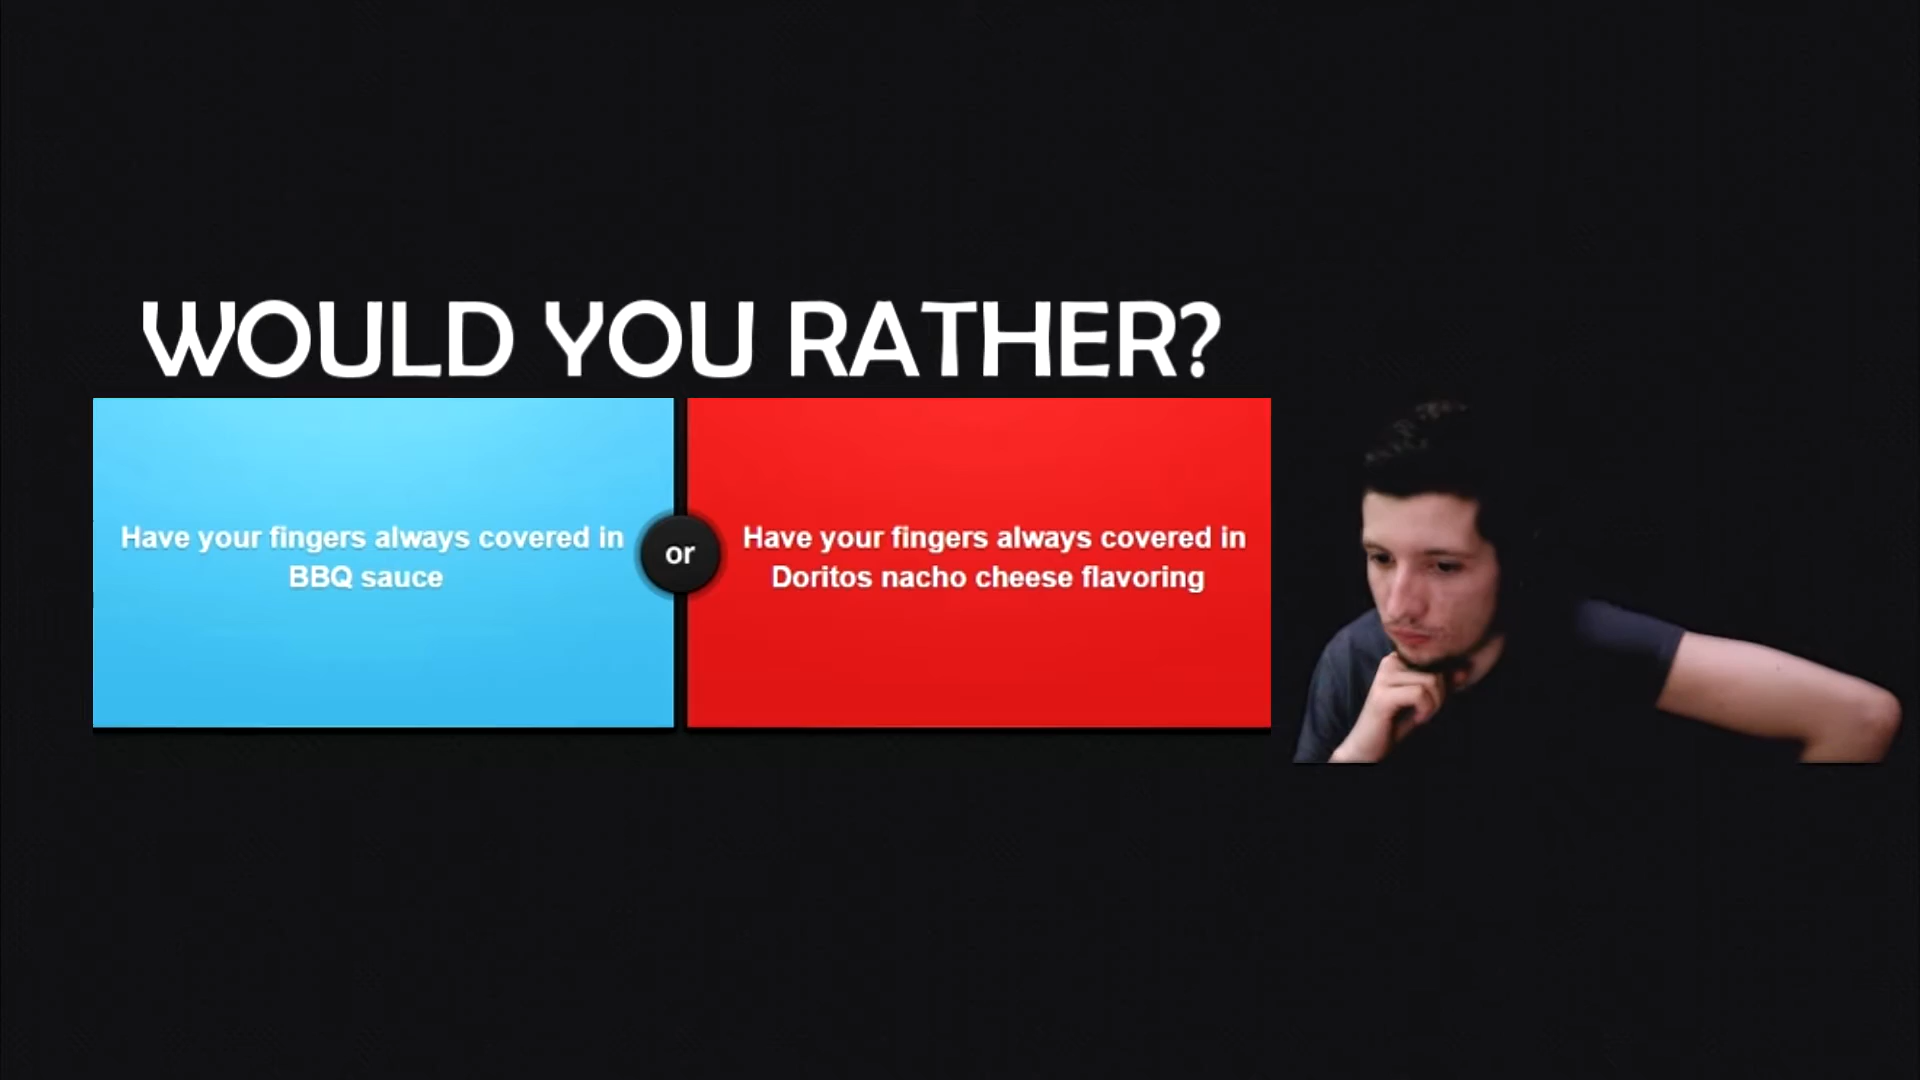 WOULD YOU RATHER?
Have your fingers always covered in
BBQ sauce
or
Have your fingers always covered in
Doritos nacho cheese flavoring